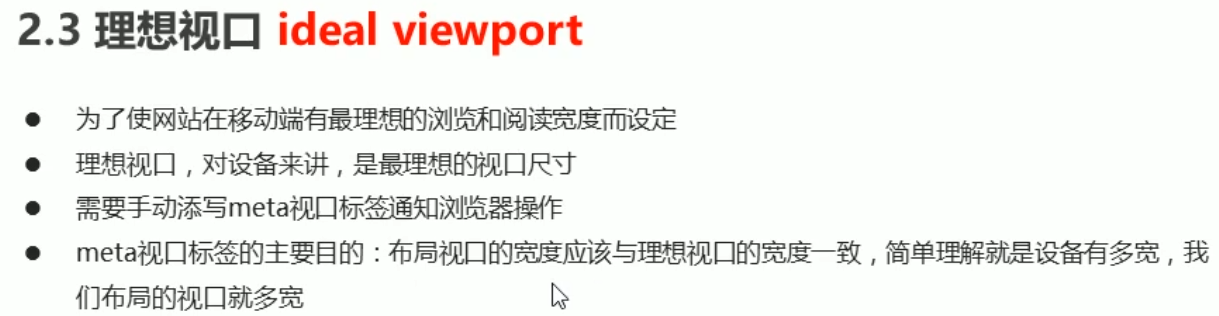 2.3 理想视口 ideal viewport
● 为了使网站在移动端有最理想的浏览和阅读宽度而设定
● 理想视口，对设备来讲，是最理想的视口尺寸
● 需要手动添写meta视口标签通知浏览器操作
● meta视口标签的主要目的：布局视口的宽度应该与理想视口的宽度一致，简单理解就是设备有多宽，我
们布局的视口就多宽